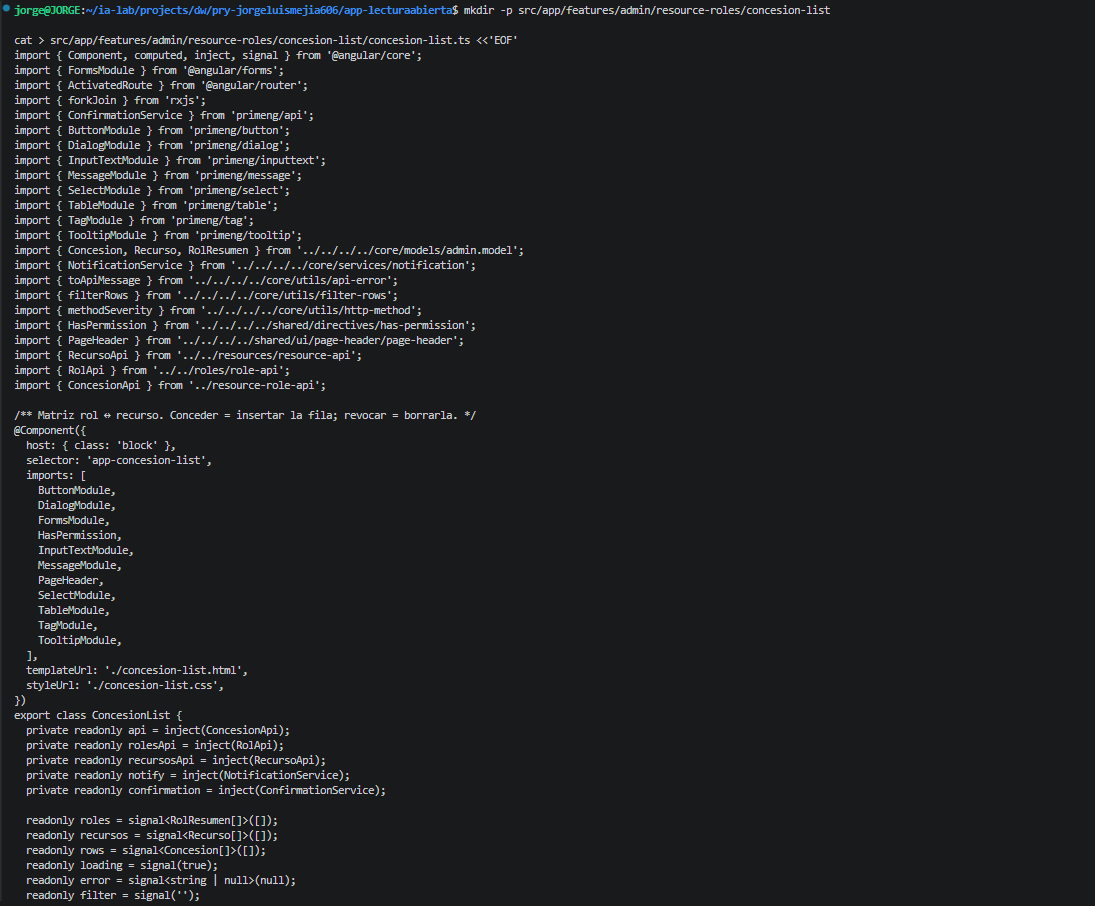 jorge@JORGE:~/ia-lab/projects/dw/pry-jorgeluismejia606/app-lecturaabierta$ mkdir -p src/app/features/admin/resource-roles/concesion-list
cat > src/app/features/admin/resource-roles/concesion-list/concesion-list.ts <<'EOF'
import { Component, computed, inject, signal } from '@angular/core';
import { FormsModule } from '@angular/forms';
import { ActivatedRoute } from '@angular/router';
import { forkJoin } from 'rxjs';
import { ConfirmationService } from 'primeng/api';
import { ButtonModule } from 'primeng/button';
import { DialogModule } from 'primeng/dialog';
import { InputTextModule } from 'primeng/inputtext';
import { MessageModule } from 'primeng/message';
import { SelectModule } from 'primeng/select';
import { TableModule } from 'primeng/table';
import { TagModule } from 'primeng/tag';
import { TooltipModule } from 'primeng/tooltip';
import { Concesion, Recurso, RolResumen } from '../../../../core/models/admin.model';
import { NotificationService } from '../../../../core/services/notification';
import { toApiMessage } from '../../../../core/utils/api-error';
import { filterRows } from '../../../../core/utils/filter-rows';
import { methodSeverity } from '../../../../core/utils/http-method';
import { HasPermission } from '../../../../shared/directives/has-permission';
import { PageHeader } from '../../../../shared/ui/page-header/page-header';
import { RecursoApi } from '../../resources/resource-api';
import { RolApi } from '../../roles/role-api';
import { ConcesionApi } from '../resource-role-api';
/** Matriz rol ↔ recurso. Conceder = insertar la fila; revocar = borrarla. */
@Component({
  host: { class: 'block' },
  selector: 'app-concesion-list',
  imports: [
    ButtonModule,
    DialogModule,
    FormsModule,
    HasPermission,
    InputTextModule,
    MessageModule,
    PageHeader,
    SelectModule,
    TableModule,
    TagModule,
    TooltipModule,
  ],
  templateUrl: './concesion-list.html',
  styleUrl: './concesion-list.css',
})
export class ConcesionList {
  private readonly api = inject(ConcesionApi);
  private readonly rolesApi = inject(RolApi);
  private readonly recursosApi = inject(RecursoApi);
  private readonly notify = inject(NotificationService);
  private readonly confirmation = inject(ConfirmationService);
  readonly roles = signal<RolResumen[]>([]);
  readonly recursos = signal<Recurso[]>([]);
  readonly rows = signal<Concesion[]>([]);
  readonly loading = signal(true);
  readonly error = signal<string | null>(null);
  readonly filter = signal('');